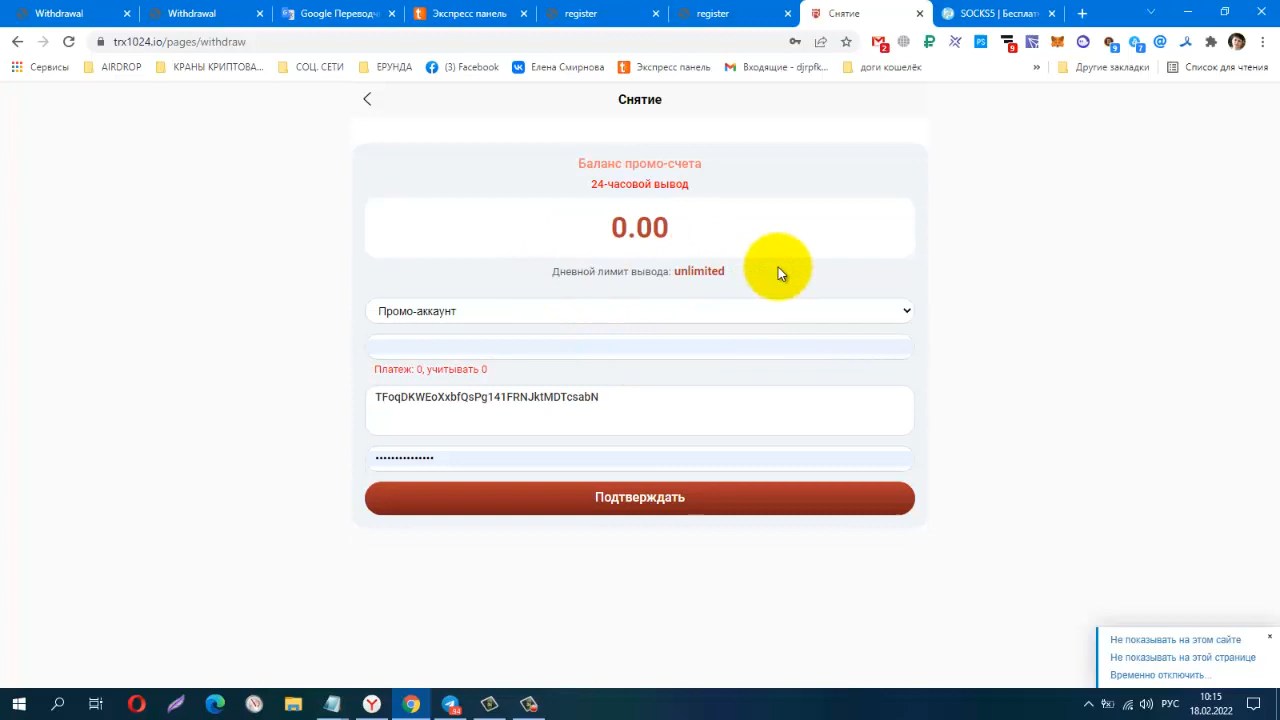 Withdrawal
Withdrawal
Google Переводч
Экспресс панель
register
register
Снятие
SOCKS5 | Бесплат
trx1024.io/pages/withdraw
Сервисы
AIRDROP
КРАНЫ КРИПТОВА...
СОЦ. СЕТИ
ЕРУНДА
(3) Facebook
Елена Смирнова
Экспресс панель
Входящие - djrpfk...
доги кошелёк
»
Другие закладки
Список для чтения
Снятие
Баланс промо-счета
24-часовой вывод
0.00
Дневной лимит вывода: unlimited
Промо-аккаунт
Платеж: 0, учитывать 0
TFoqDKWEoXxbfQsPg141FRNJktMDTcsabN
•••••••••••••••
Подтверждать
Не показывать на этом сайте
Не показывать на этой странице
Временно отключить...
РУС
10:15
18.02.2022